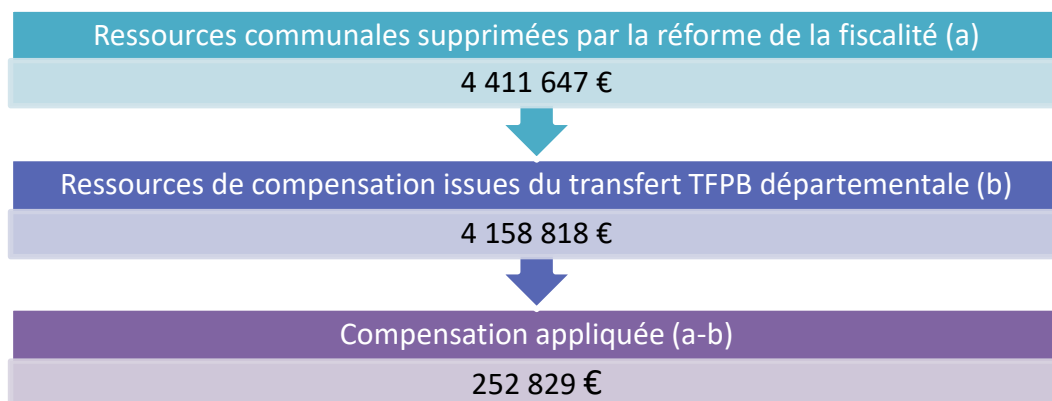 Ressources communales supprimées par la réforme de la fiscalité (a)
4 411 647 €
Ressources de compensation issues du transfert TFPB départementale (b)
4 158 818 €
Compensation appliquée (a-b)
252 829 €